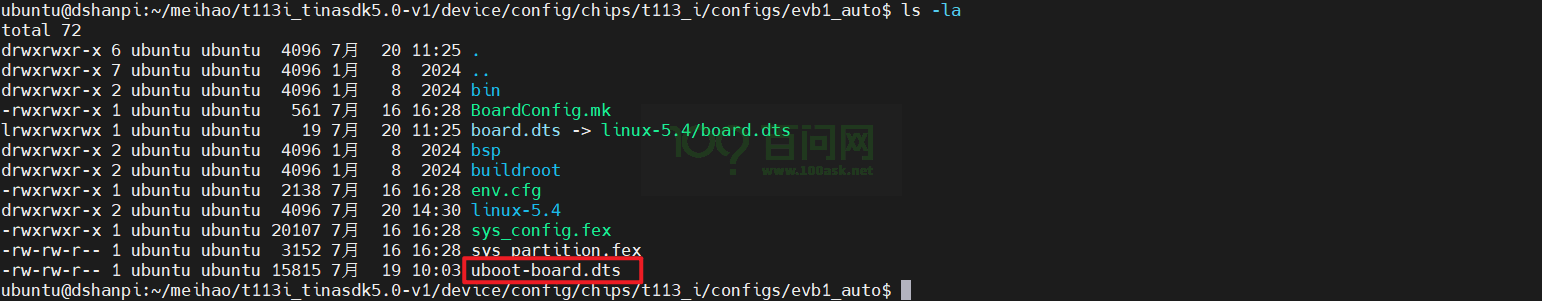 ubuntu@dshanpi:~/meihao/t113i_tinasdk5.0-v1/device/config/chips/t113_i/configs/evb1_auto$ ls -la
total 72
drwxrwxr-x 6 ubuntu ubuntu  4096 7月  20 11:25 .
drwxrwxr-x 7 ubuntu ubuntu  4096 1月   8  2024 ..
drwxrwxr-x 2 ubuntu ubuntu  4096 1月   8  2024 bin
-rwxrwxr-x 1 ubuntu ubuntu   561 7月  16 16:28 BoardConfig.mk
lrwxrwxrwx 1 ubuntu ubuntu    19 7月  20 11:25 board.dts -> linux-5.4/board.dts
drwxrwxr-x 2 ubuntu ubuntu  4096 1月   8  2024 bsp
drwxrwxr-x 2 ubuntu ubuntu  4096 1月   8  2024 buildroot
-rwxrwxr-x 1 ubuntu ubuntu  2138 7月  16 16:28 env.cfg
drwxrwxr-x 2 ubuntu ubuntu  4096 7月  20 14:30 linux-5.4
-rwxrwxr-x 1 ubuntu ubuntu 20107 7月  16 16:28 sys_config.fex
-rw-rw-r-- 1 ubuntu ubuntu  3152 7月  16 16:28 sys_partition.fex
-rw-rw-r-- 1 ubuntu ubuntu 15815 7月  19 10:03 uboot-board.dts
ubuntu@dshanpi:~/meihao/t113i_tinasdk5.0-v1/device/config/chips/t113_i/configs/evb1_auto$
百问网
www.100ask.net